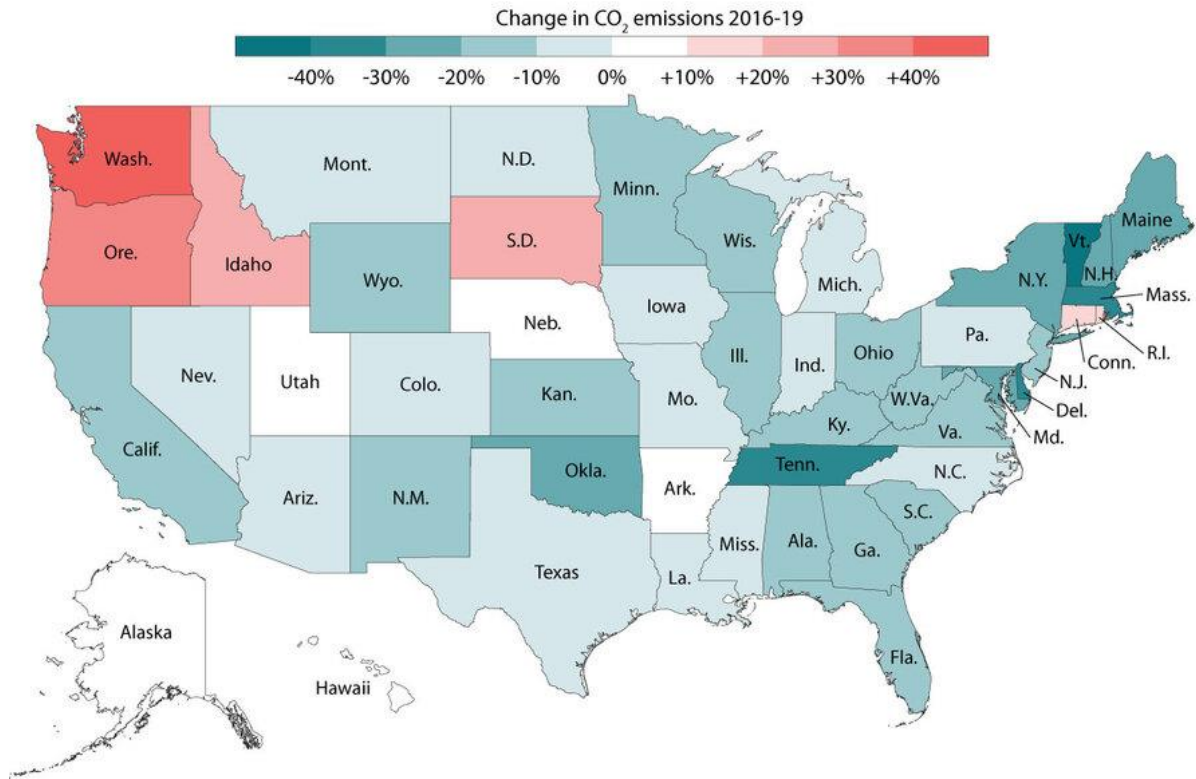 Change in CO₂ emissions 2016-19
-40% -30% -20% -10% 0% +10% +20% +30% +40%
Wash.
Mont.
N.D.
Minn.
Maine
Ore.
Idaho
S.D.
Wis.
Vt.
N.H.
Wyo.
Mich.
N.Y.
Mass.
Iowa
Neb.
Pa.
R.I.
Conn.
Nev.
Utah
Colo.
Ill.
Ind.
Ohio
N.J.
Kan.
Mo.
W.Va.
Del.
Ky.
Va.
Md.
Calif.
Ariz.
N.M.
Okla.
Ark.
Tenn.
N.C.
S.C.
Texas
La.
Miss.
Ala.
Ga.
Alaska
Hawaii
Fla.